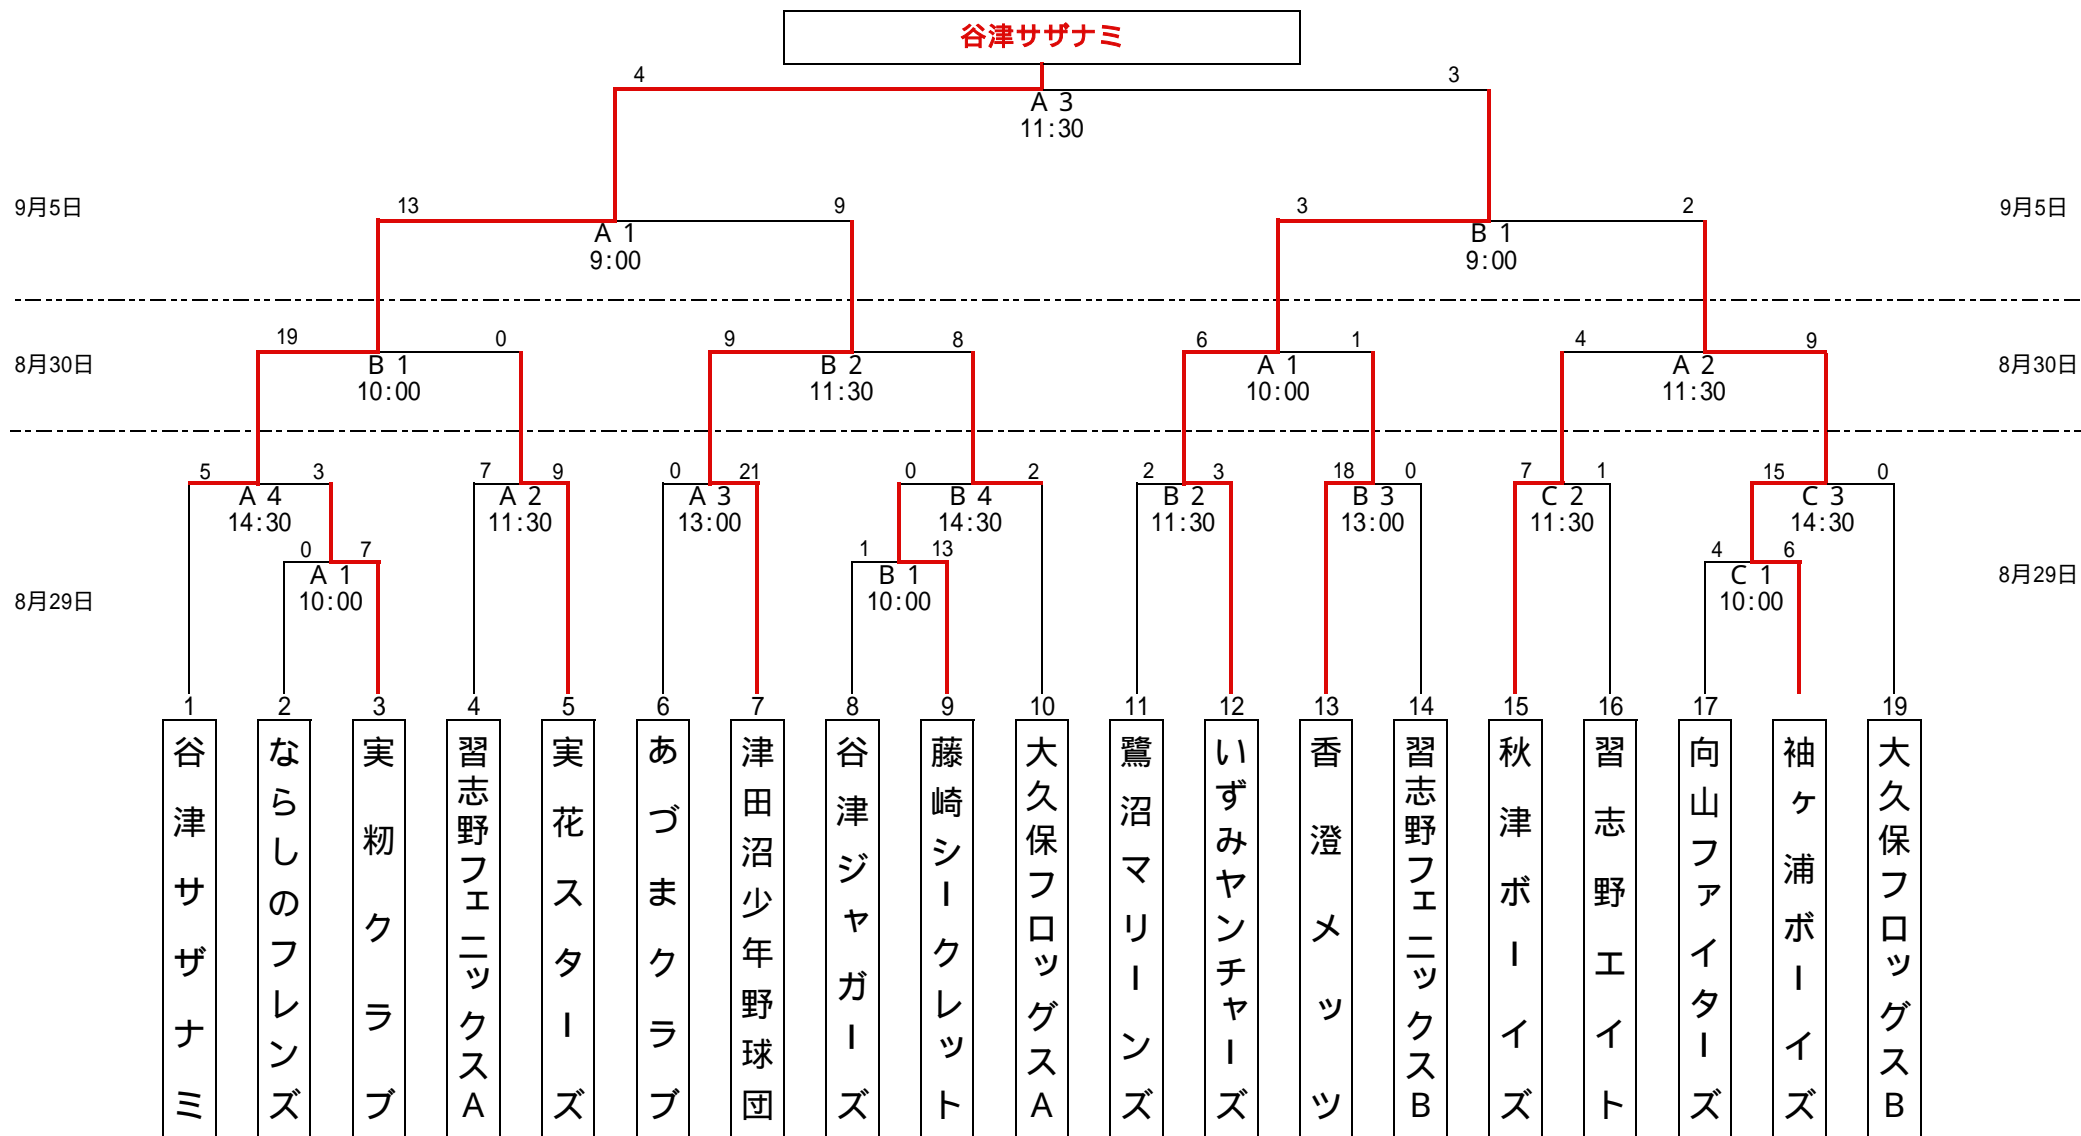 谷津サザナミ
4 3
A 3
11:30
9月5日 13 9 3 2 9月5日
A 1 B 1
9:00 9:00
19 0 9 8 6 1 4 9
8月30日 B 1 B 2 A 1 A 2 8月30日
10:00 11:30 10:00 11:30
5 3 7 9 0 21 0 2 2 3 18 0 7 1 15 0
A 4 A 2 A 3 B 4 B 2 B 3 C 2 C 3
14:30 11:30 13:00 14:30 11:30 13:00 11:30 14:30
0 7 1 13 4 6
A 1 B 1 C 1
8月29日 10:00 10:00 10:00 8月29日
1 2 3 4 5 6 7 8 9 10 11 12 13 14 15 16 17 19
谷津サザナミ
ならしのフレンズ
実籾クラブ
習志野フェニックスA
実花スターズ
あづまクラブ
津田沼少年野球団
谷津ジャガーズ
藤崎シークレット
大久保フロッグスA
鷺沼マリーンズ
いずみヤンチャーズ
香澄メッツ
習志野フェニックスB
秋津ボーイズ
習志野エイト
向山ファイターズ
袖ヶ浦ボーイズ
大久保フロッグスB